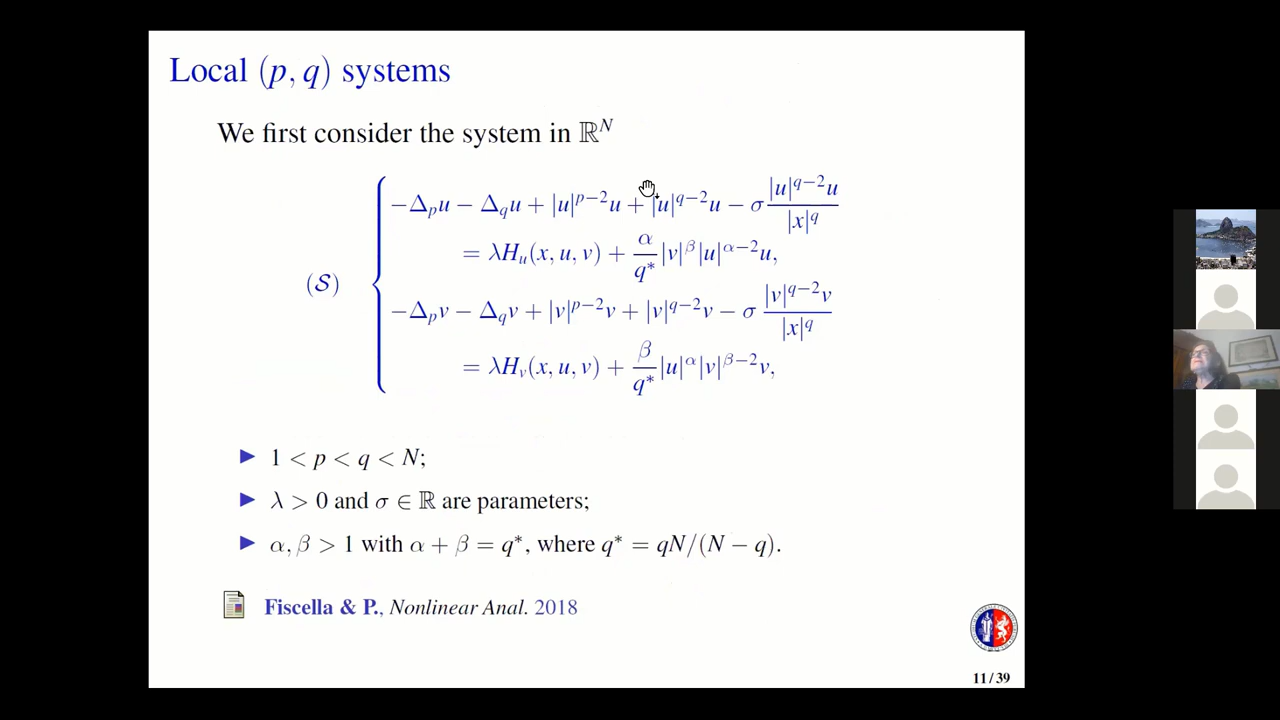 Local (p, q) systems
We first consider the system in ℝ^N
−Δ_p u − Δ_q u + |u|^{p−2}u + |u|^{q−2}u − σ |u|^{q−2}u / |x|^q
= λH_u(x, u, v) + α/q* |v|^β|u|^{α−2}u,
(𝒮)
−Δ_p v − Δ_q v + |v|^{p−2}v + |v|^{q−2}v − σ |v|^{q−2}v / |x|^q
= λH_v(x, u, v) + β/q* |u|^α|v|^{β−2}v,
▶ 1 < p < q < N;
▶ λ > 0 and σ ∈ ℝ are parameters;
▶ α, β > 1 with α + β = q*, where q* = qN/(N − q).
Fiscella & P., Nonlinear Anal. 2018
11 / 39